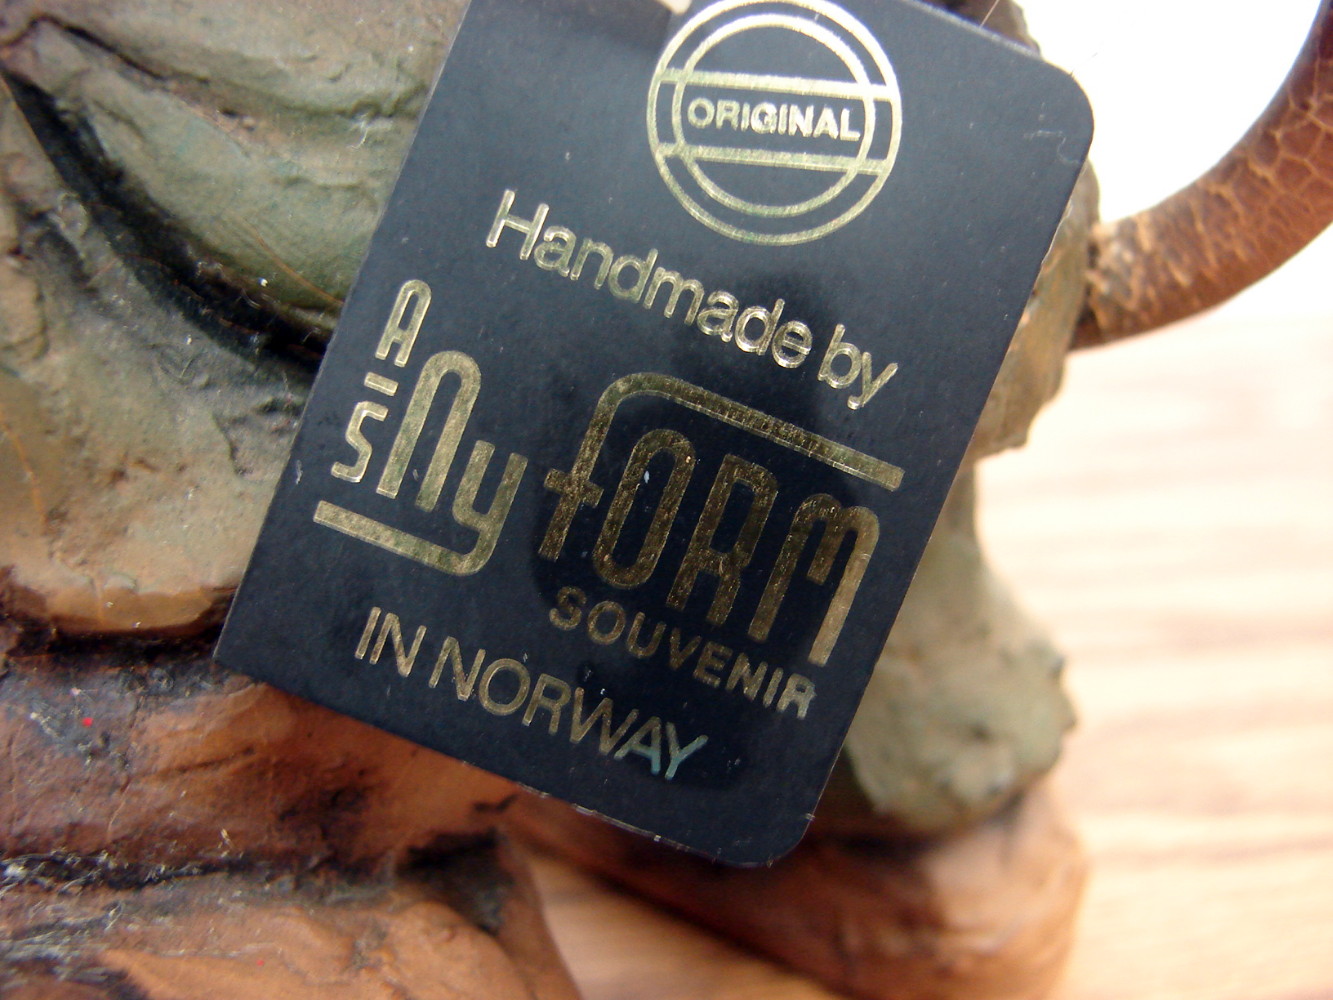 ORIGINAL
Handmade by
A-S Ny FORM
SOUVENIR
IN NORWAY